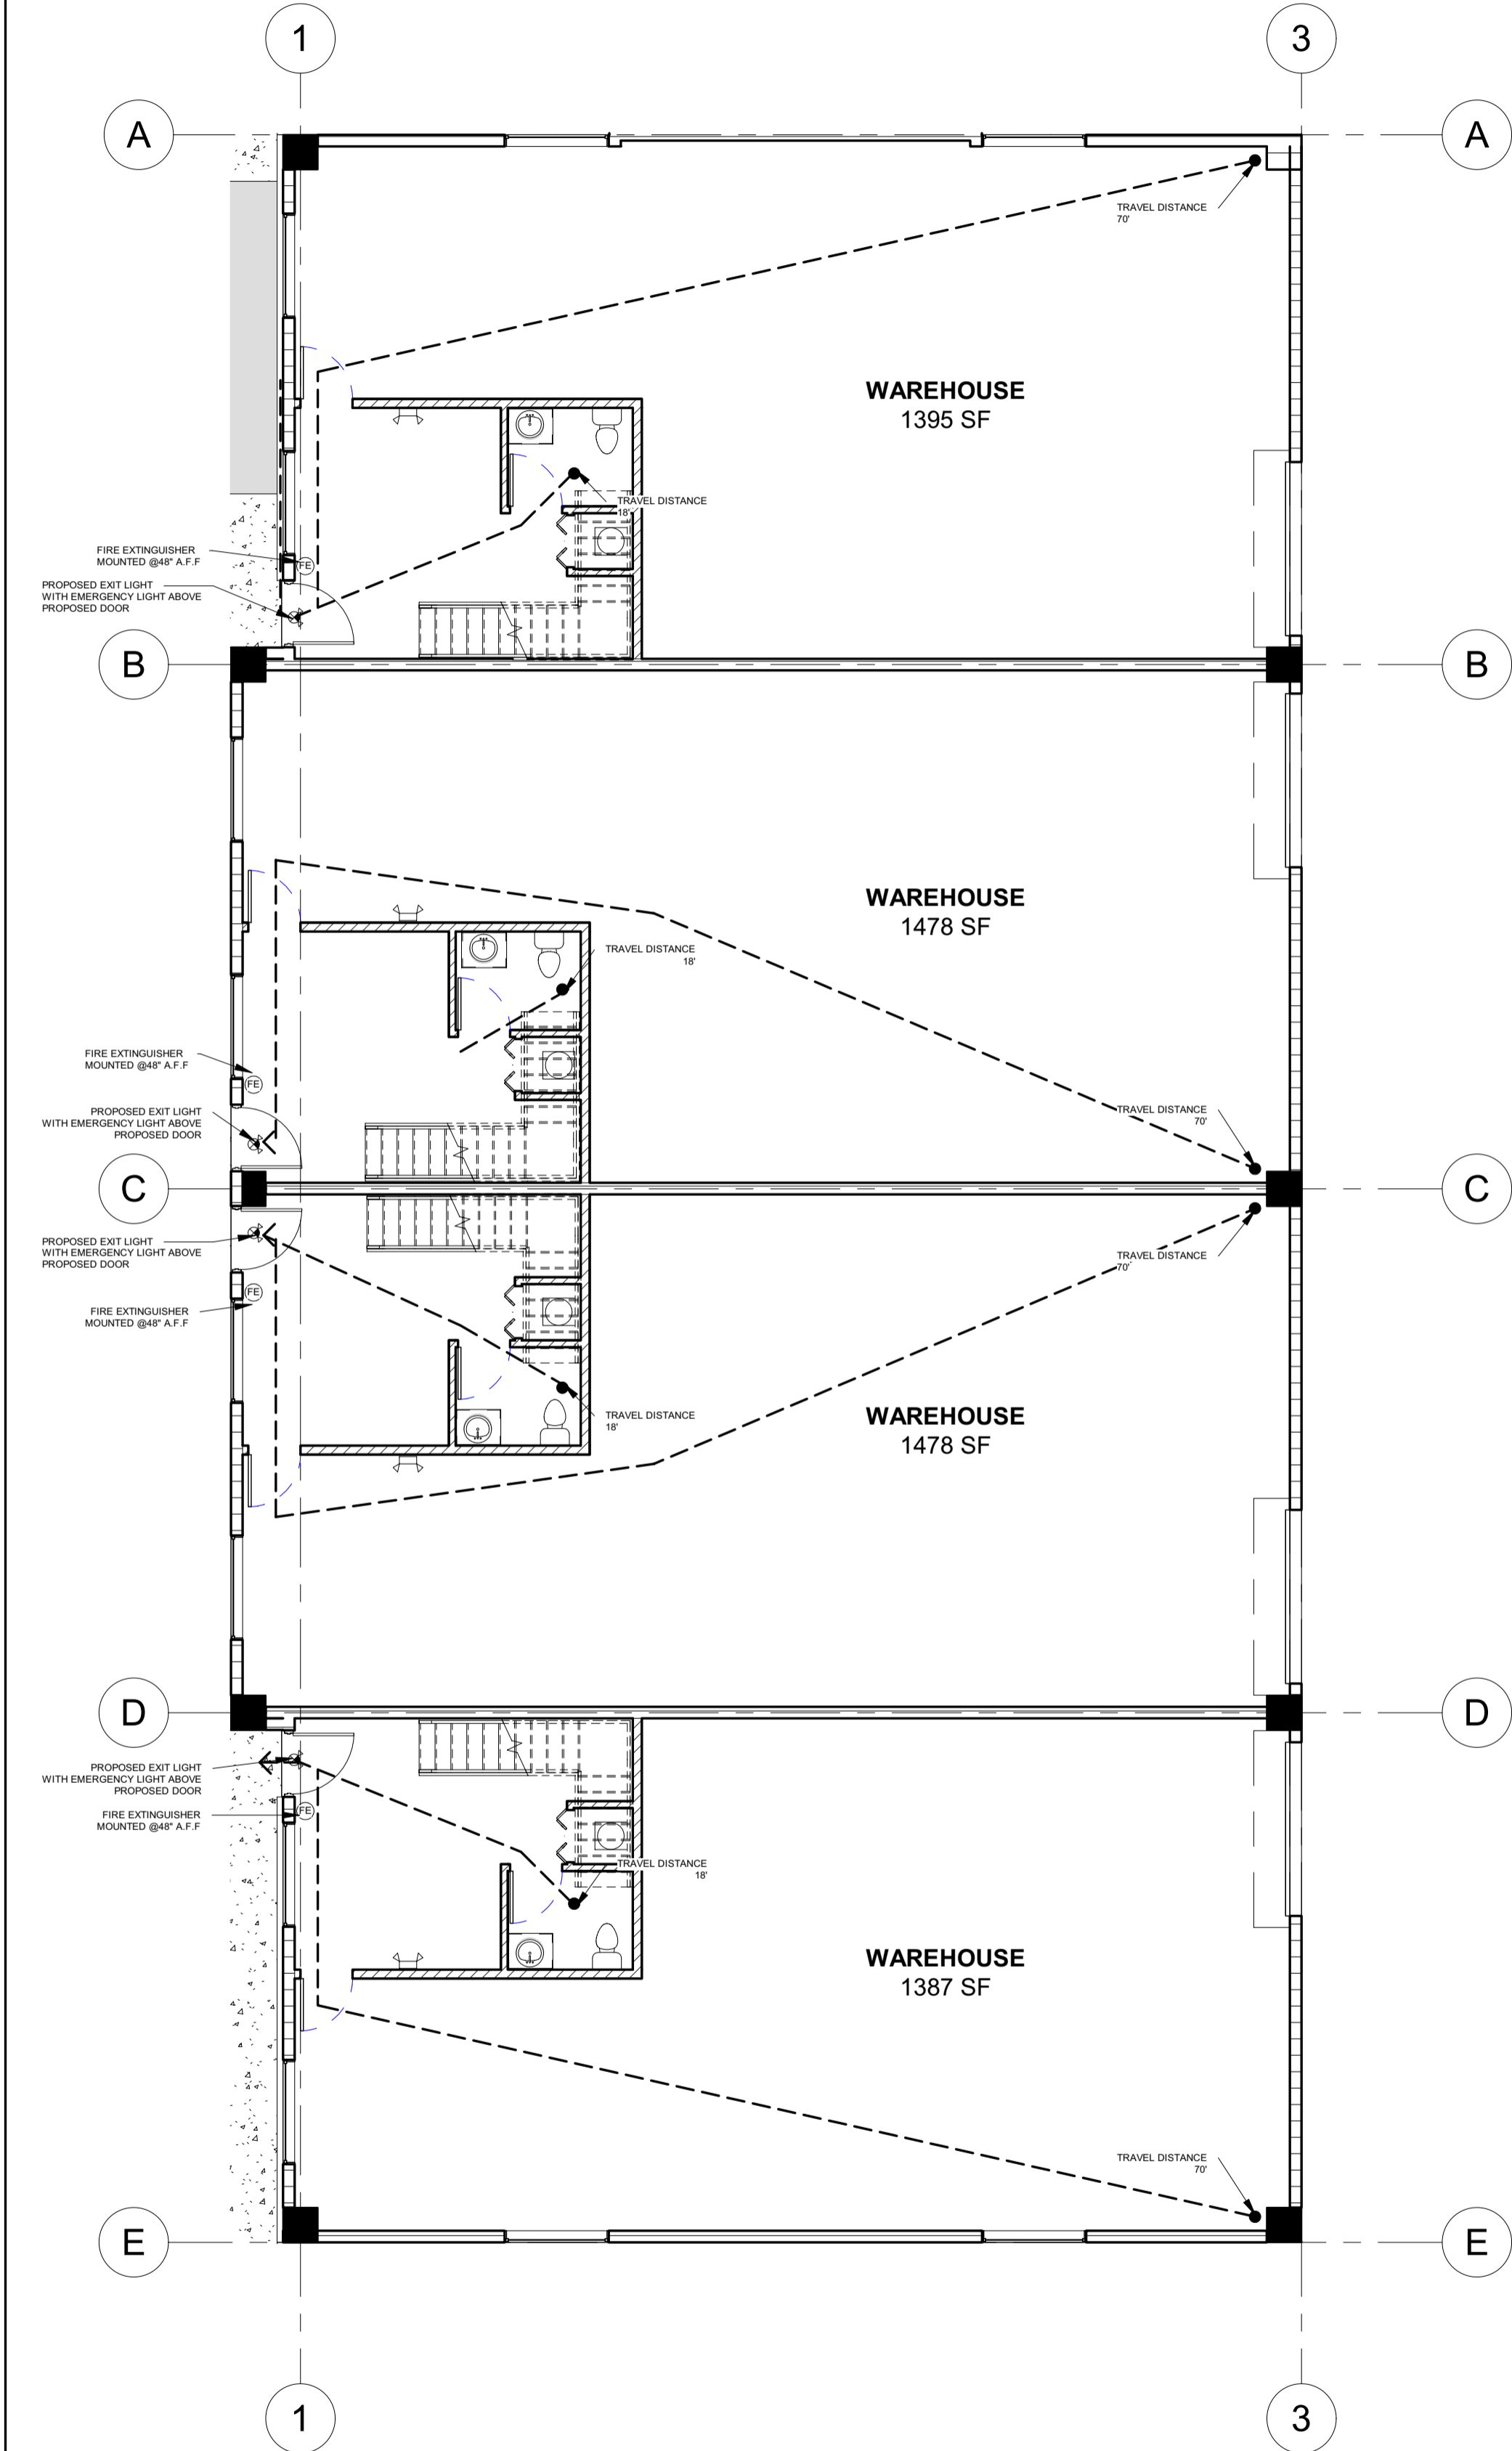 1
3
A
A
TRAVEL DISTANCE
70'
WAREHOUSE
1395 SF
TRAVEL DISTANCE
18'
FIRE EXTINGUISHER
MOUNTED @48" A.F.F
FE
PROPOSED EXIT LIGHT
WITH EMERGENCY LIGHT ABOVE
PROPOSED DOOR
B
B
WAREHOUSE
1478 SF
TRAVEL DISTANCE
18'
FIRE EXTINGUISHER
MOUNTED @48" A.F.F
FE
PROPOSED EXIT LIGHT
WITH EMERGENCY LIGHT ABOVE
PROPOSED DOOR
TRAVEL DISTANCE
70'
C
C
PROPOSED EXIT LIGHT
WITH EMERGENCY LIGHT ABOVE
PROPOSED DOOR
TRAVEL DISTANCE
70'
FE
FIRE EXTINGUISHER
MOUNTED @48" A.F.F
TRAVEL DISTANCE
18'
WAREHOUSE
1478 SF
D
D
PROPOSED EXIT LIGHT
WITH EMERGENCY LIGHT ABOVE
PROPOSED DOOR
FE
FIRE EXTINGUISHER
MOUNTED @48" A.F.F
TRAVEL DISTANCE
18'
WAREHOUSE
1387 SF
TRAVEL DISTANCE
70'
E
E
1
3